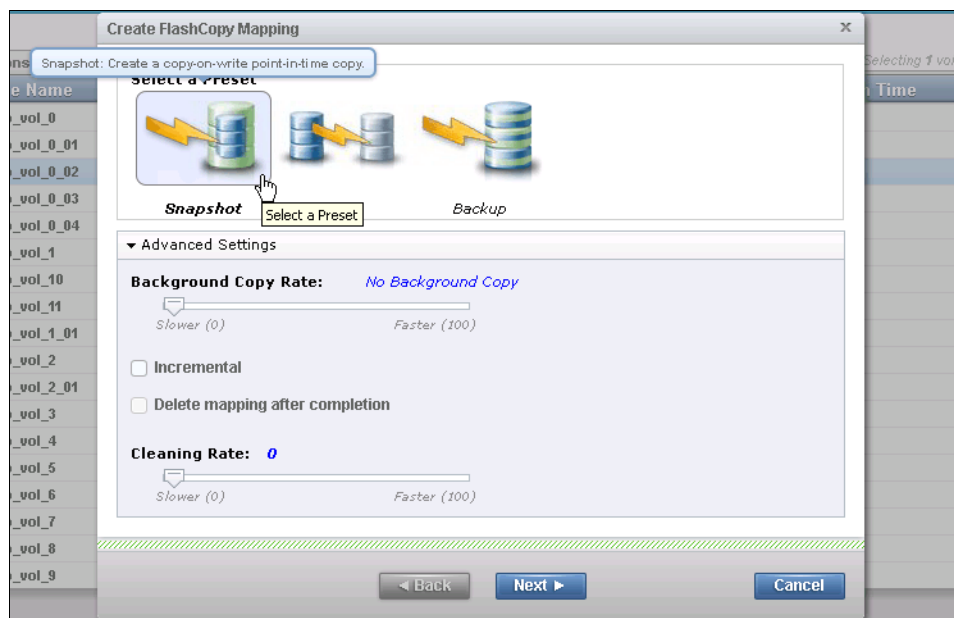 Create FlashCopy Mapping
x
Snapshot: Create a copy-on-write point-in-time copy.
Selecting 1
Select a Preset
Name
Time
Snapshot
Select a Preset
Backup
_vol_0
_vol_0_01
_vol_0_02
_vol_0_03
_vol_0_04
_vol_1
_vol_10
_vol_11
_vol_1_01
_vol_2
_vol_2_01
_vol_3
_vol_4
_vol_5
_vol_6
_vol_7
_vol_8
_vol_9
Advanced Settings
Background Copy Rate: No Background Copy
Slower (0) Faster (100)
Incremental
Delete mapping after completion
Cleaning Rate: 0
Slower (0) Faster (100)
Back Next Cancel